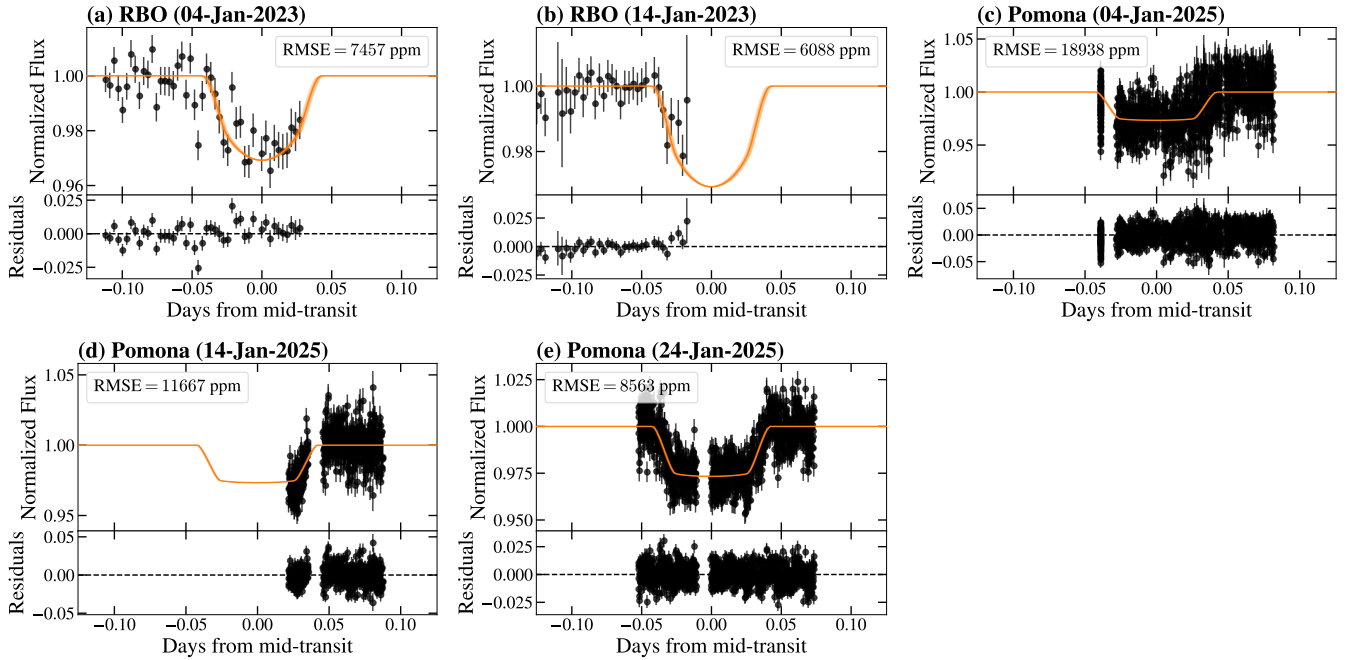 (a) RBO (04-Jan-2023)
Normalized Flux
1.00
0.98
0.96
RMSE = 7457 ppm
Residuals
0.025
0.000
−0.025
−0.10 −0.05 0.00 0.05 0.10
Days from mid-transit
(b) RBO (14-Jan-2023)
Normalized Flux
1.00
0.98
RMSE = 6088 ppm
Residuals
0.025
0.000
−0.025
−0.10 −0.05 0.00 0.05 0.10
Days from mid-transit
(c) Pomona (04-Jan-2025)
Normalized Flux
1.05
1.00
0.95
RMSE = 18938 ppm
Residuals
0.05
0.00
−0.05
−0.10 −0.05 0.00 0.05 0.10
Days from mid-transit
(d) Pomona (14-Jan-2025)
Normalized Flux
1.05
1.00
0.95
RMSE = 11667 ppm
Residuals
0.05
0.00
−0.05
−0.10 −0.05 0.00 0.05 0.10
Days from mid-transit
(e) Pomona (24-Jan-2025)
Normalized Flux
1.025
1.000
0.975
0.950
RMSE = 8563 ppm
Residuals
0.025
0.000
−0.025
−0.10 −0.05 0.00 0.05 0.10
Days from mid-transit